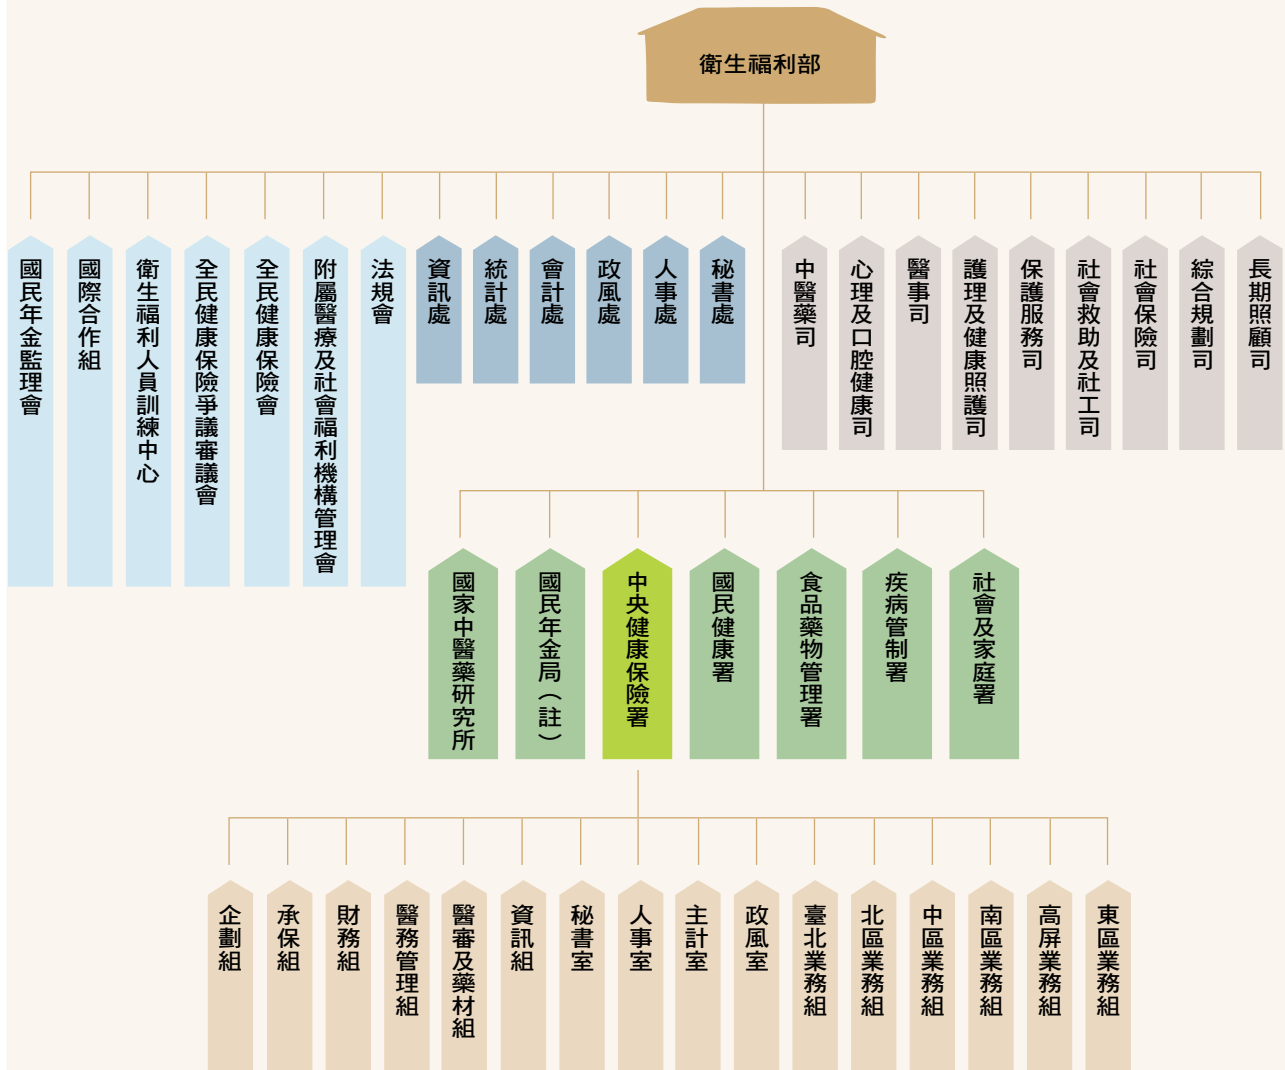 衛生福利部
國民年金監理會
國際合作組
衛生福利人員訓練中心
全民健康保險爭議審議會
全民健康保險會
附屬醫療及社會福利機構管理會
法規會
資訊處
統計處
會計處
政風處
人事處
秘書處
中醫藥司
心理及口腔健康司
醫事司
護理及健康照護司
保護服務司
社會救助及社工司
社會保險司
綜合規劃司
長期照顧司
國家中醫藥研究所
國民年金局（註）
中央健康保險署
國民健康署
食品藥物管理署
疾病管制署
社會及家庭署
企劃組
承保組
財務組
醫務管理組
醫審及藥材組
資訊組
秘書室
人事室
主計室
政風室
臺北業務組
北區業務組
中區業務組
南區業務組
高屏業務組
東區業務組